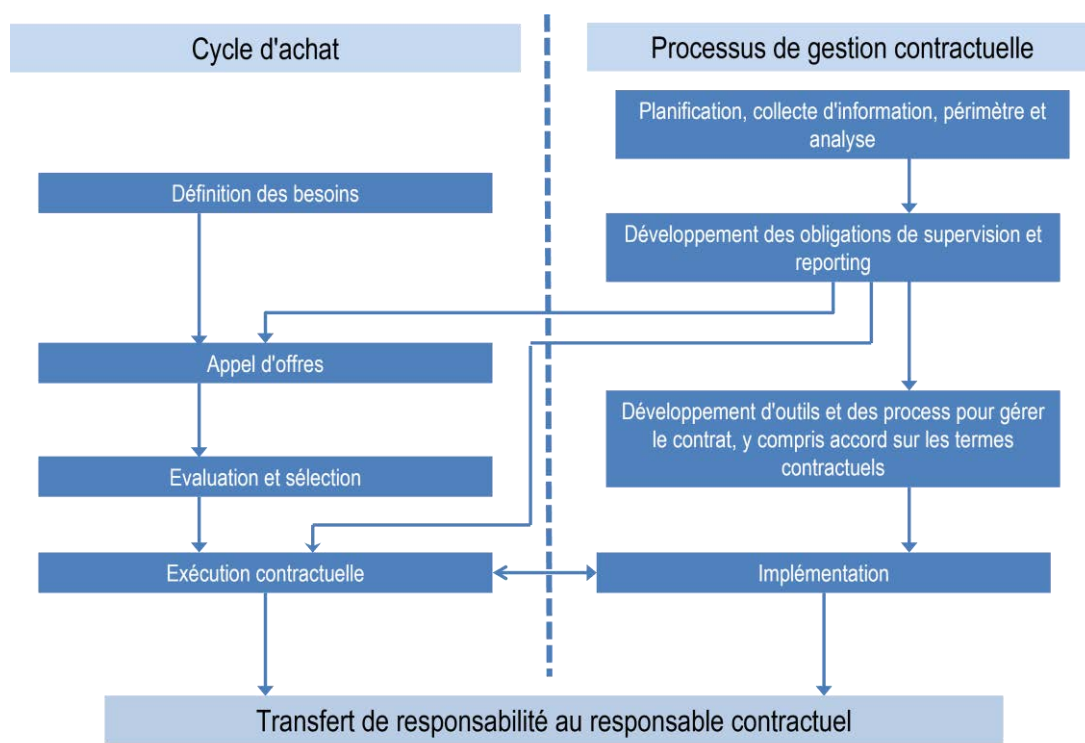 Cycle d'achat
Définition des besoins
Appel d'offres
Evaluation et sélection
Exécution contractuelle
Processus de gestion contractuelle
Planification, collecte d'information, périmètre et
analyse
Développement des obligations de supervision et
reporting
Développement d'outils et des process pour gérer
le contrat, y compris accord sur les termes
contractuels
Implémentation
Transfert de responsabilité au responsable contractuel